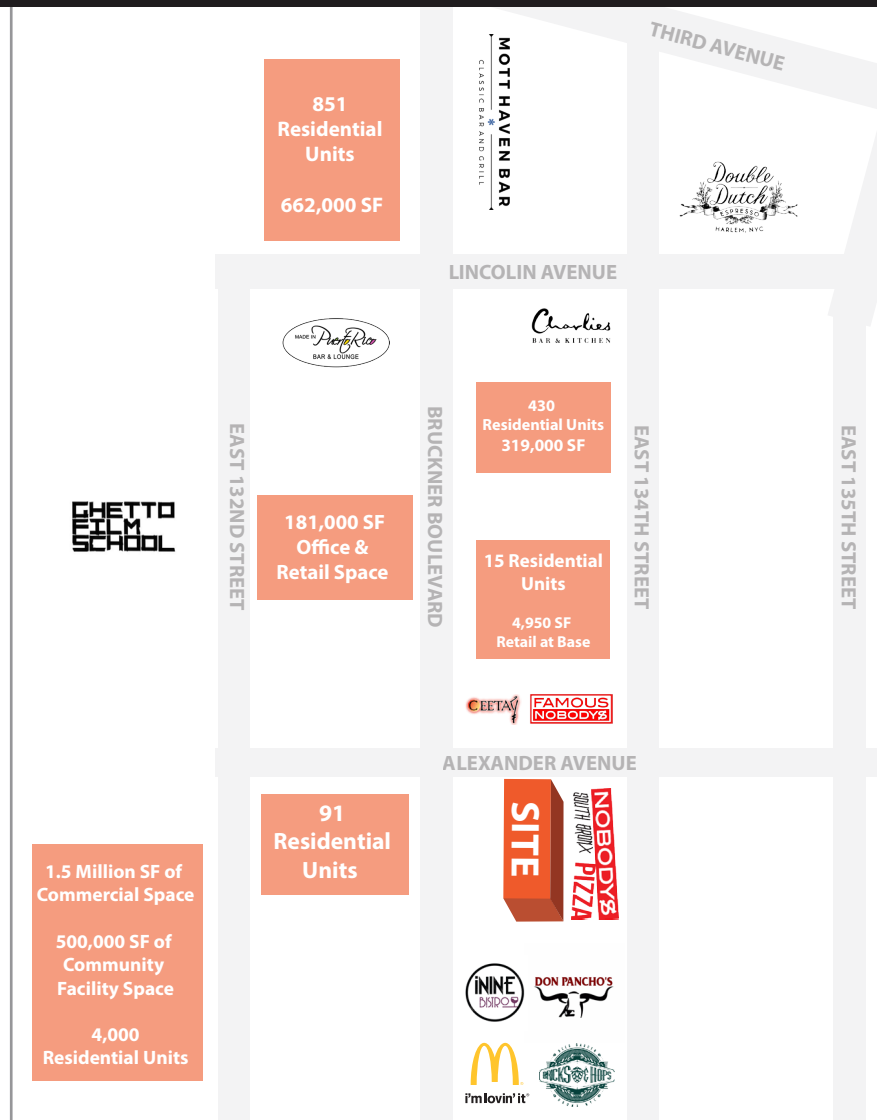 THIRD AVENUE
MOTT HAVEN BAR
CLASSIC BAR AND GRILL
851
Residential
Units
662,000 SF
Double
Dutch
ESPRESSO
HARLEM, NYC
LINCOLIN AVENUE
MADE IN Puerto Rico
BAR & LOUNGE
Charlies
BAR & KITCHEN
430
Residential Units
319,000 SF
EAST 132ND STREET
BRUCKNER BOULEVARD
EAST 134TH STREET
EAST 135TH STREET
GHETTO
FILM
SCHOOL
181,000 SF
Office &
Retail Space
15 Residential
Units
4,950 SF
Retail at Base
CEETAY
FAMOUS
NOBODY'S
ALEXANDER AVENUE
91
Residential
Units
SITE
NOBODY'S
SOUTH BRONX
PIZZA
1.5 Million SF of
Commercial Space
500,000 SF of
Community
Facility Space
4,000
Residential Units
iNINE
BISTRO
DON PANCHO'S
i'm lovin' it
BRICKS & HOPS